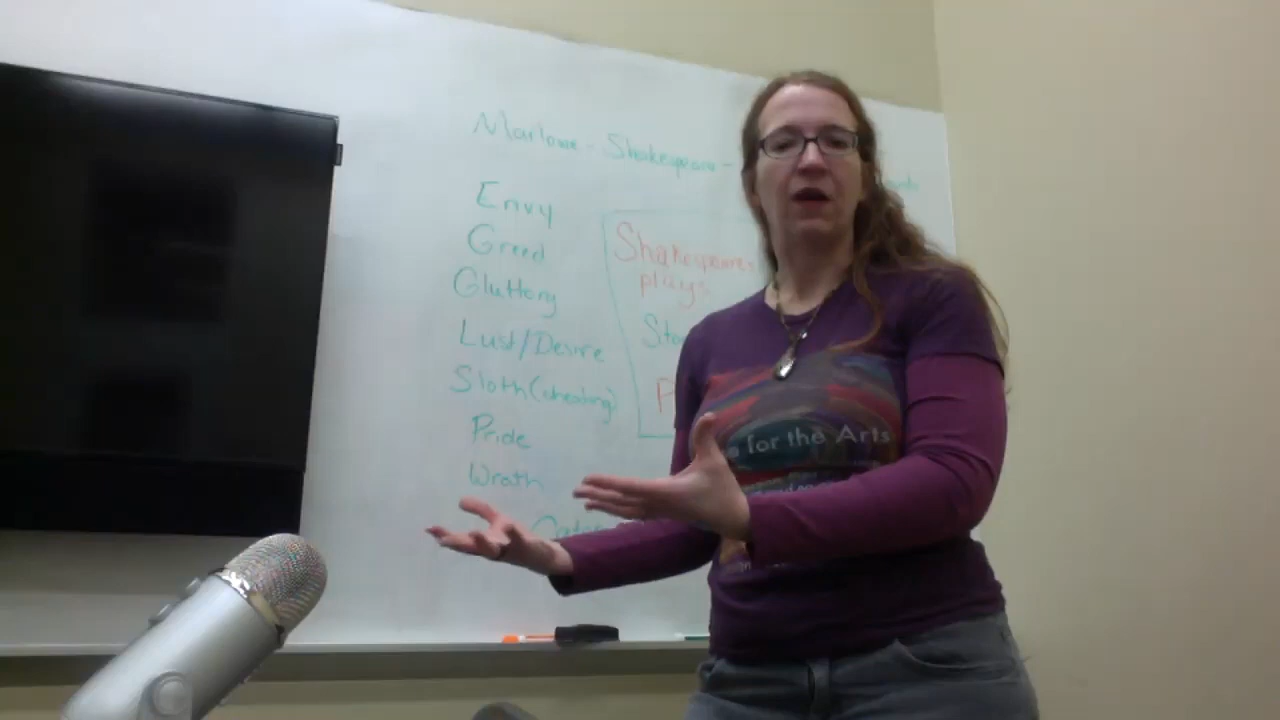 Marlowe - Shakespeare -
Envy
Greed
Gluttony
Lust/Desire
Sloth (cheating)
Pride
Wrath
Shakespeare's
plays
for the Arts